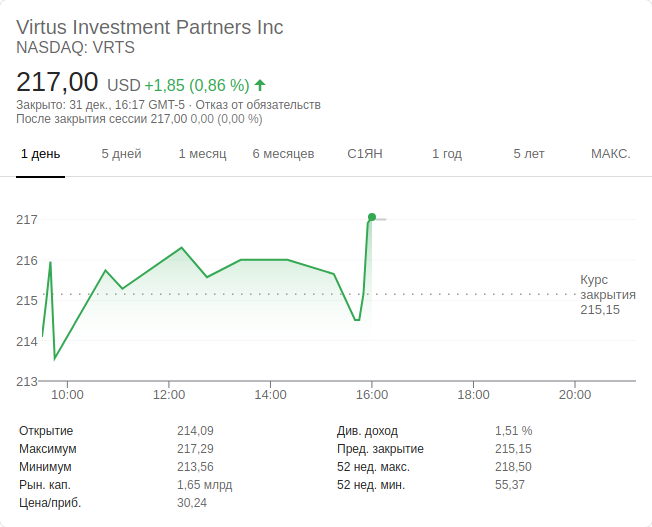 Virtus Investment Partners Inc
NASDAQ: VRTS
217,00 USD +1,85 (0,86 %)
Закрыто: 31 дек., 16:17 GMT-5 · Отказ от обязательств
После закрытия сессии 217,00 0,00 (0,00 %)
1 день 5 дней 1 месяц 6 месяцев С1ЯН 1 год 5 лет МАКС.
217
216
215
214
213
Курс
закрытия
215,15
10:00 12:00 14:00 16:00 18:00 20:00
Открытие 214,09 Див. доход 1,51 %
Максимум 217,29 Пред. закрытие 215,15
Минимум 213,56 52 нед. макс. 218,50
Рын. кап. 1,65 млрд 52 нед. мин. 55,37
Цена/приб. 30,24